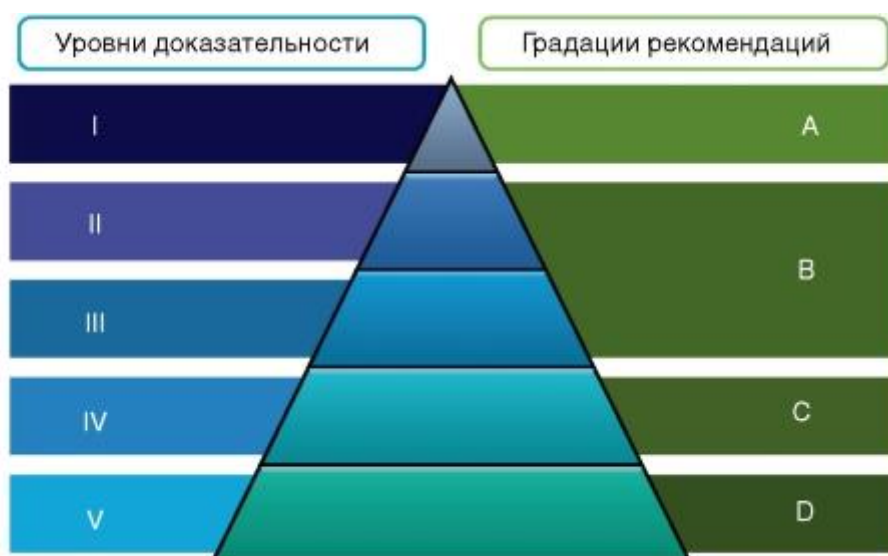 Уровни доказательности
Градации рекомендаций
I
A
II
B
III
IV
C
V
D